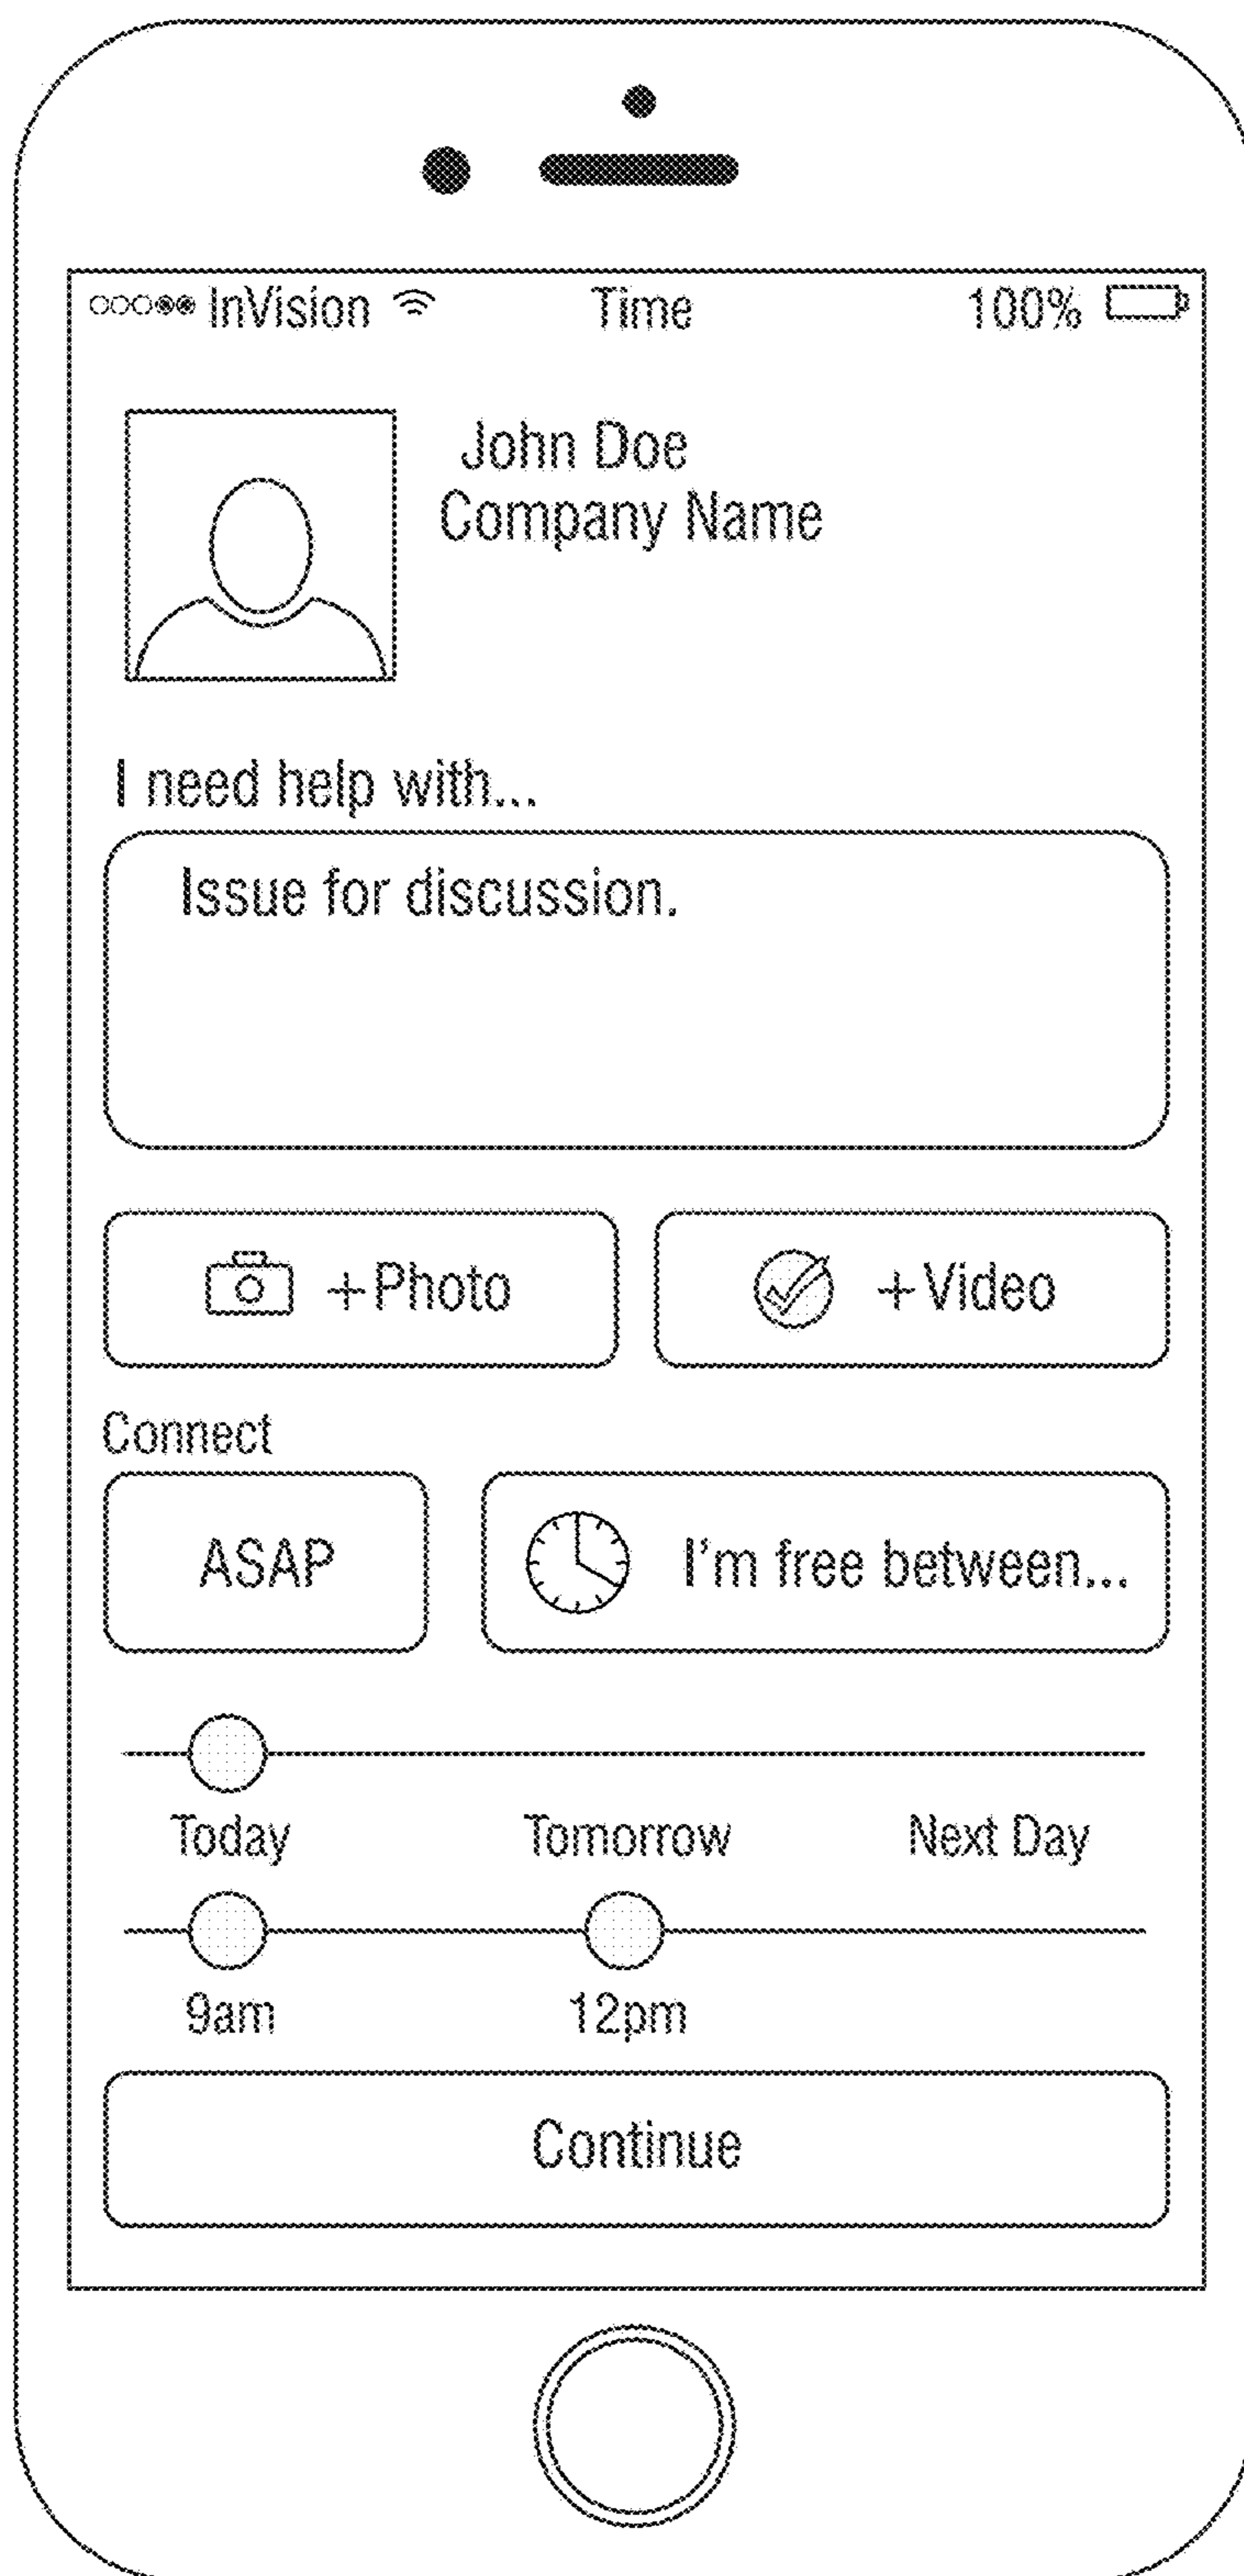 InVision Time 100%
John Doe
Company Name
I need help with...
Issue for discussion.
+Photo +Video
Connect
ASAP I'm free between...
Today Tomorrow Next Day
9am 12pm
Continue